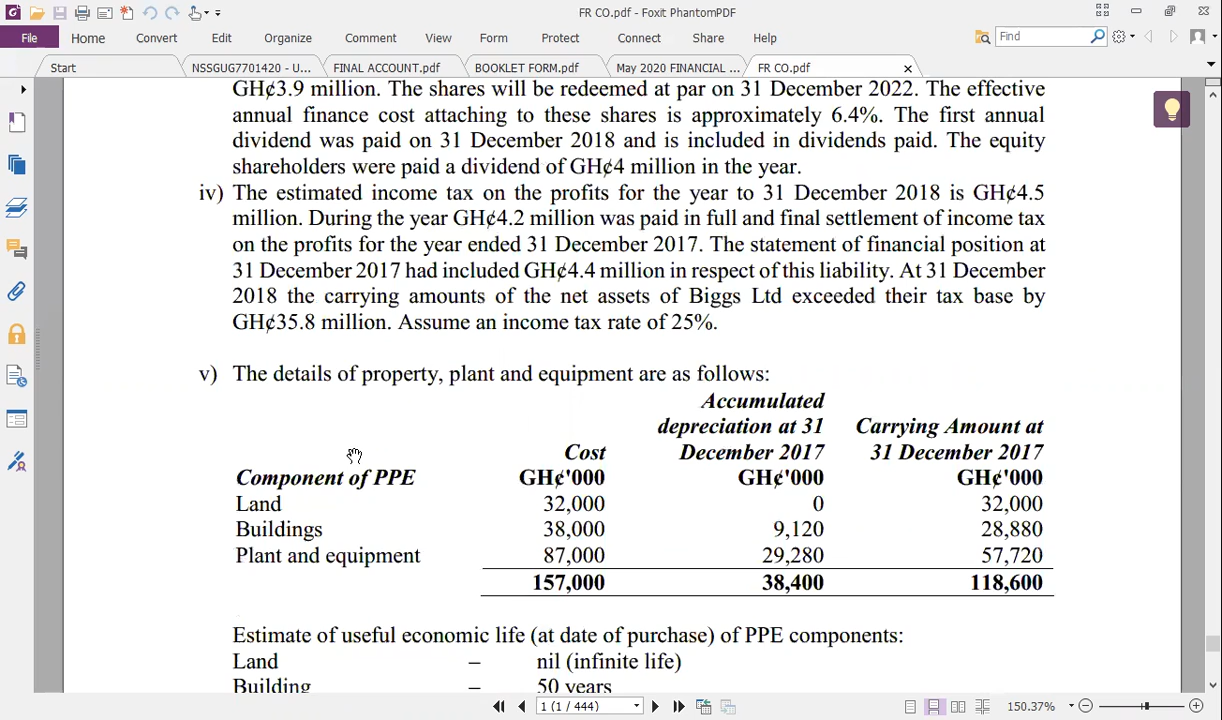 FR CO.pdf - Foxit PhantomPDF
File Home Convert Edit Organize Comment View Form Protect Connect Share Help Find
Start NSSGUG7701420 - U... FINAL ACCOUNT.pdf BOOKLET FORM.pdf May 2020 FINANCIAL ... FR CO.pdf
GH¢3.9 million. The shares will be redeemed at par on 31 December 2022. The effective
annual finance cost attaching to these shares is approximately 6.4%. The first annual
dividend was paid on 31 December 2018 and is included in dividends paid. The equity
shareholders were paid a dividend of GH¢4 million in the year.
iv) The estimated income tax on the profits for the year to 31 December 2018 is GH¢4.5
million. During the year GH¢4.2 million was paid in full and final settlement of income tax
on the profits for the year ended 31 December 2017. The statement of financial position at
31 December 2017 had included GH¢4.4 million in respect of this liability. At 31 December
2018 the carrying amounts of the net assets of Biggs Ltd exceeded their tax base by
GH¢35.8 million. Assume an income tax rate of 25%.
v) The details of property, plant and equipment are as follows:
Accumulated
depreciation at 31 Carrying Amount at
Cost December 2017 31 December 2017
Component of PPE GH¢'000 GH¢'000 GH¢'000
Land 32,000 0 32,000
Buildings 38,000 9,120 28,880
Plant and equipment 87,000 29,280 57,720
157,000 38,400 118,600
Estimate of useful economic life (at date of purchase) of PPE components:
Land – nil (infinite life)
Building – 50 years
1 (1 / 444) 150.37%